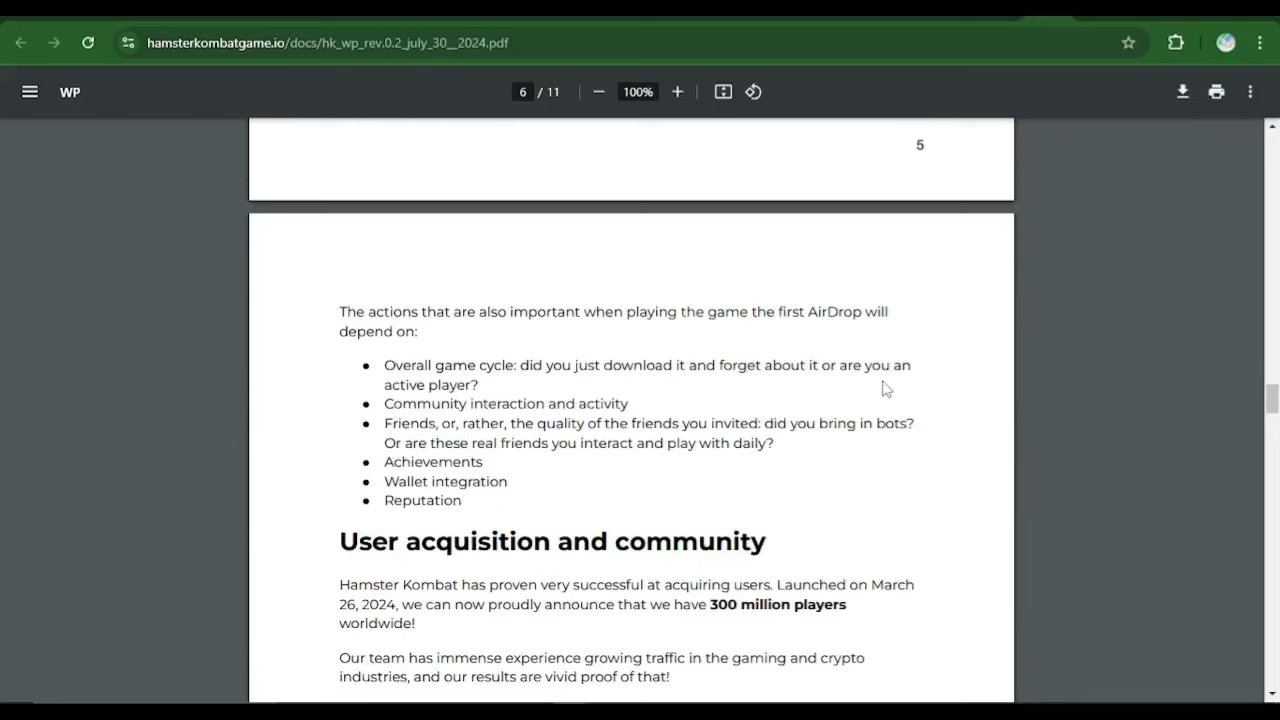 hamsterkombatgame.io/docs/hk_wp_rev.0.2_july_30__2024.pdf
WP
6 / 11
100%
5
The actions that are also important when playing the game the first AirDrop will
depend on:
● Overall game cycle: did you just download it and forget about it or are you an
active player?
● Community interaction and activity
● Friends, or, rather, the quality of the friends you invited: did you bring in bots?
Or are these real friends you interact and play with daily?
● Achievements
● Wallet integration
● Reputation
User acquisition and community
Hamster Kombat has proven very successful at acquiring users. Launched on March
26, 2024, we can now proudly announce that we have 300 million players
worldwide!
Our team has immense experience growing traffic in the gaming and crypto
industries, and our results are vivid proof of that!